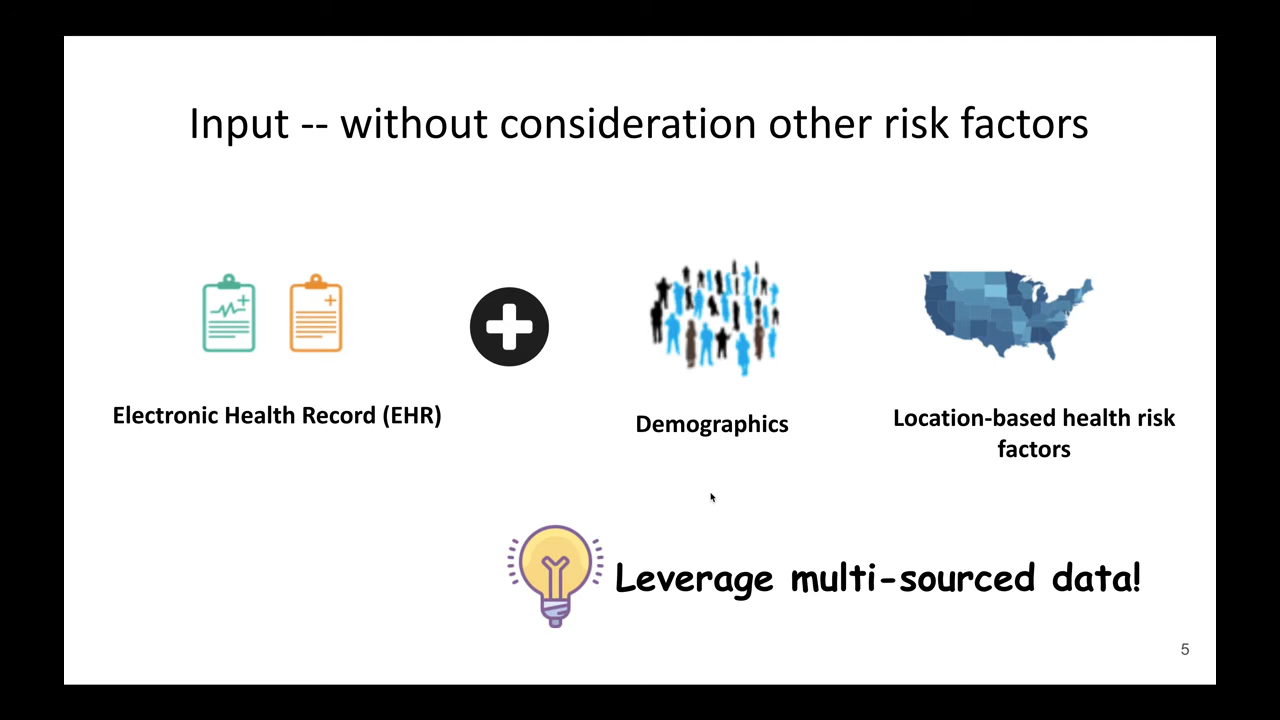 Input -- without consideration other risk factors
Electronic Health Record (EHR)
Demographics
Location-based health risk
factors
Leverage multi-sourced data!
5